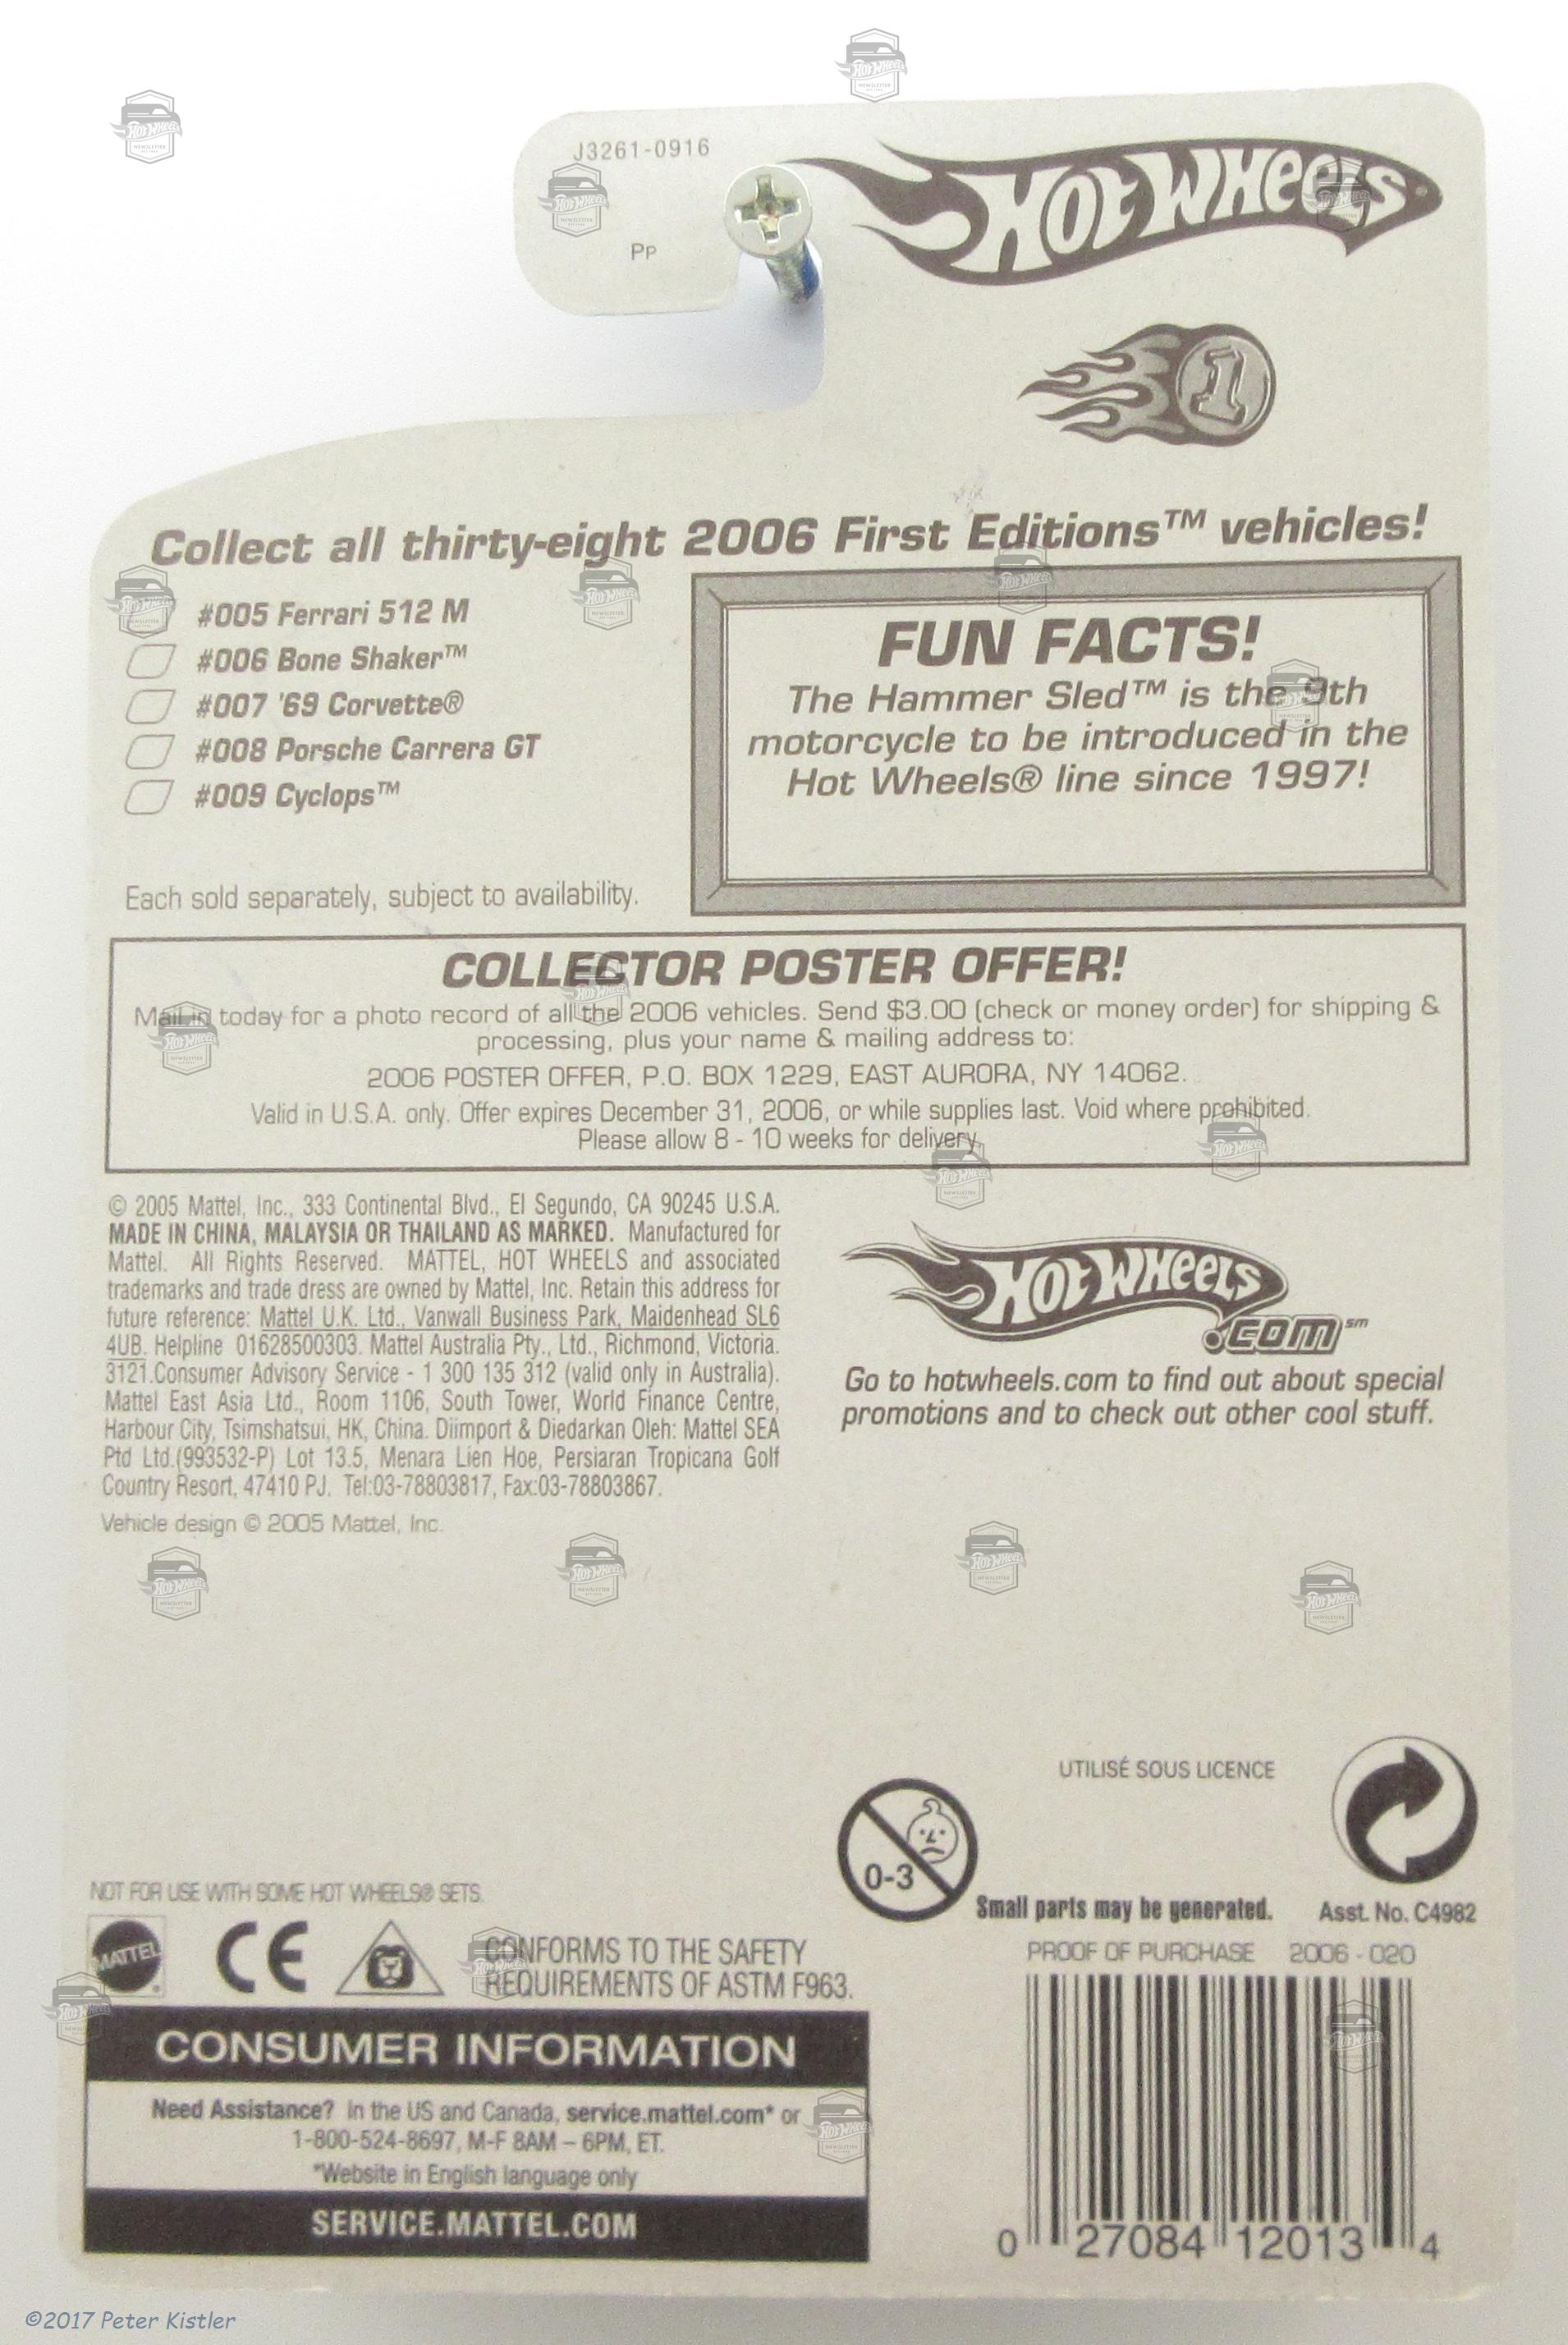 J3261-0916
Pp
HOT WHEELS
1
Collect all thirty-eight 2006 First Editions™ vehicles!
#005 Ferrari 512 M
#006 Bone Shaker™
#007 '69 Corvette®
#008 Porsche Carrera GT
#009 Cyclops™
Each sold separately, subject to availability.
FUN FACTS!
The Hammer Sled™ is the 9th
motorcycle to be introduced in the
Hot Wheels® line since 1997!
COLLECTOR POSTER OFFER!
Mail in today for a photo record of all the 2006 vehicles. Send $3.00 (check or money order) for shipping &
processing, plus your name & mailing address to:
2006 POSTER OFFER, P.O. BOX 1229, EAST AURORA, NY 14062.
Valid in U.S.A. only. Offer expires December 31, 2006, or while supplies last. Void where prohibited.
Please allow 8 - 10 weeks for delivery.
© 2005 Mattel, Inc., 333 Continental Blvd., El Segundo, CA 90245 U.S.A.
MADE IN CHINA, MALAYSIA OR THAILAND AS MARKED. Manufactured for
Mattel. All Rights Reserved. MATTEL, HOT WHEELS and associated
trademarks and trade dress are owned by Mattel, Inc. Retain this address for
future reference: Mattel U.K. Ltd., Vanwall Business Park, Maidenhead SL6
4UB. Helpline 01628500303. Mattel Australia Pty., Ltd., Richmond, Victoria.
3121.Consumer Advisory Service - 1 300 135 312 (valid only in Australia).
Mattel East Asia Ltd., Room 1106, South Tower, World Finance Centre,
Harbour City, Tsimshatsui, HK, China. Diimport & Diedarkan Oleh: Mattel SEA
Ptd Ltd.(993532-P) Lot 13.5, Menara Lien Hoe, Persiaran Tropicana Golf
Country Resort, 47410 PJ. Tel:03-78803817, Fax:03-78803867.
Vehicle design © 2005 Mattel, Inc.
HOT WHEELS
.COM℠
Go to hotwheels.com to find out about special
promotions and to check out other cool stuff.
UTILISÉ SOUS LICENCE
0-3
Small parts may be generated.
Asst. No. C4982
NOT FOR USE WITH SOME HOT WHEELS® SETS.
MATTEL
CE
CONFORMS TO THE SAFETY
REQUIREMENTS OF ASTM F963.
PROOF OF PURCHASE 2006 - 020
CONSUMER INFORMATION
Need Assistance? In the US and Canada, service.mattel.com* or
1-800-524-8697, M-F 8AM – 6PM, ET.
*Website in English language only
SERVICE.MATTEL.COM
0 27084 12013 4
©2017 Peter Kistler